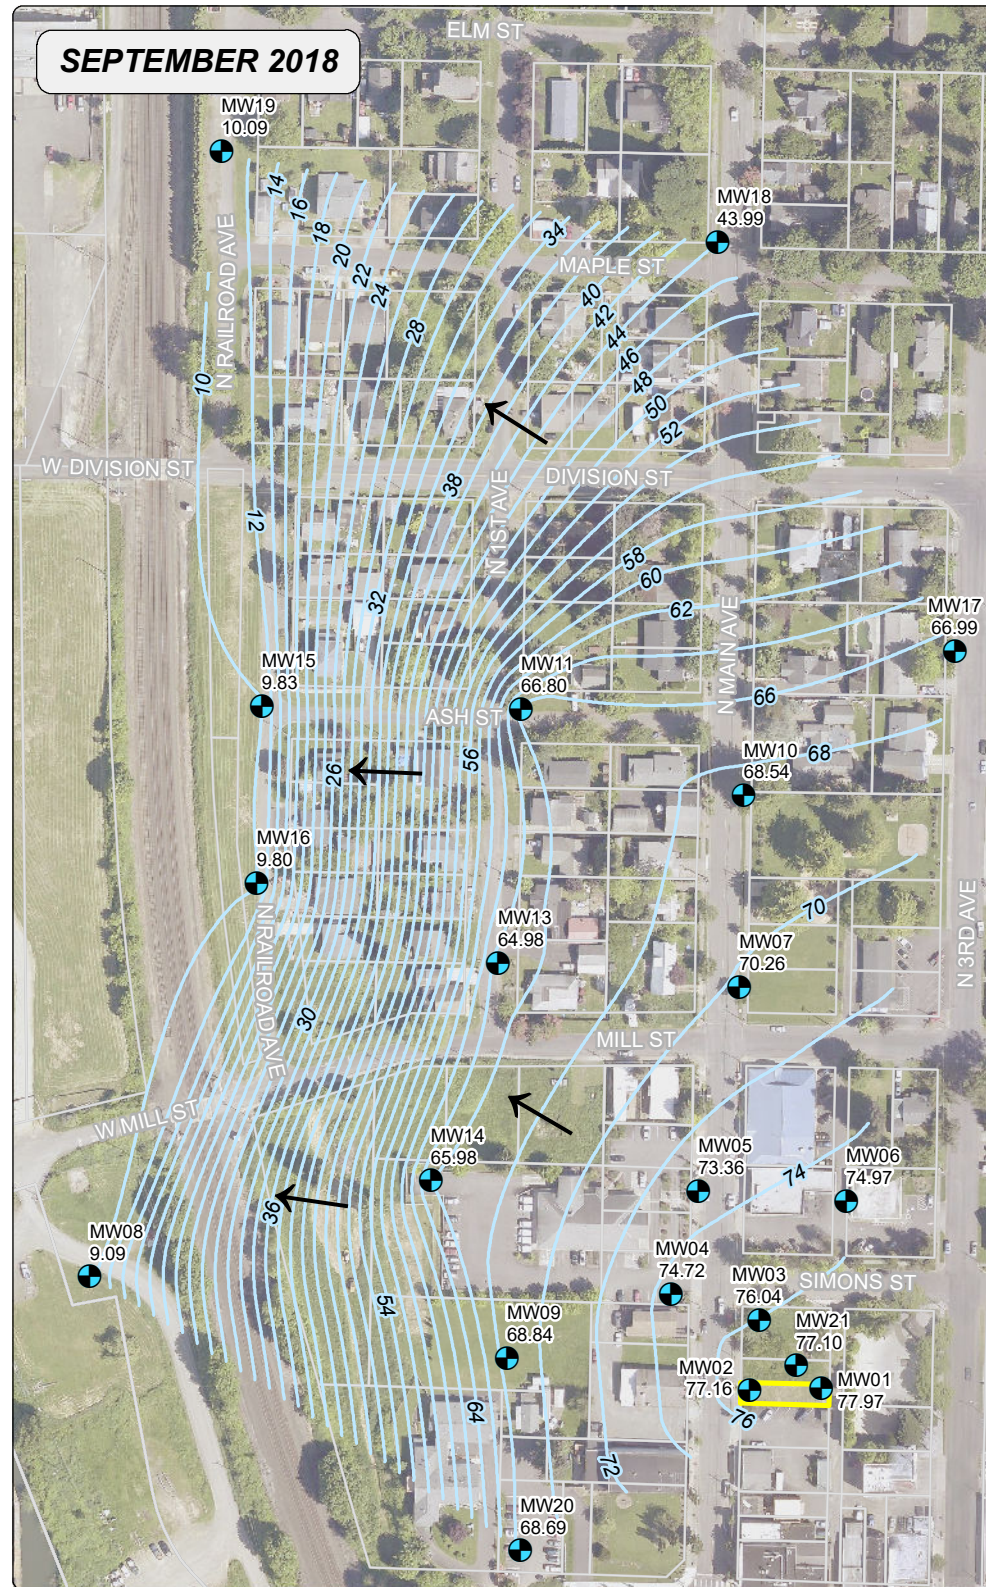 ELM ST
SEPTEMBER 2018
MW19
10.09
14
16
18
20
22
24
28
34
MW18
43.99
MAPLE ST
N RAILROAD AVE
40
42
44
46
48
50
52
10
38
W DIVISION ST
DIVISION ST
N 1ST AVE
12
32
58
60
62
N MAIN AVE
MW17
66.99
MW15
9.83
MW11
66.80
66
ASH ST
56
26
MW10
68.54
68
MW16
9.80
70
N 3RD AVE
MW13
64.98
MW07
70.26
N RAILROAD AVE
30
MILL ST
W MILL ST
MW14
65.98
MW05
73.36
74
MW06
74.97
36
MW08
9.09
MW04
74.72
MW03
76.04
SIMONS ST
54
MW09
68.84
MW21
77.10
MW02
77.16
MW01
77.97
76
64
72
MW20
68.69